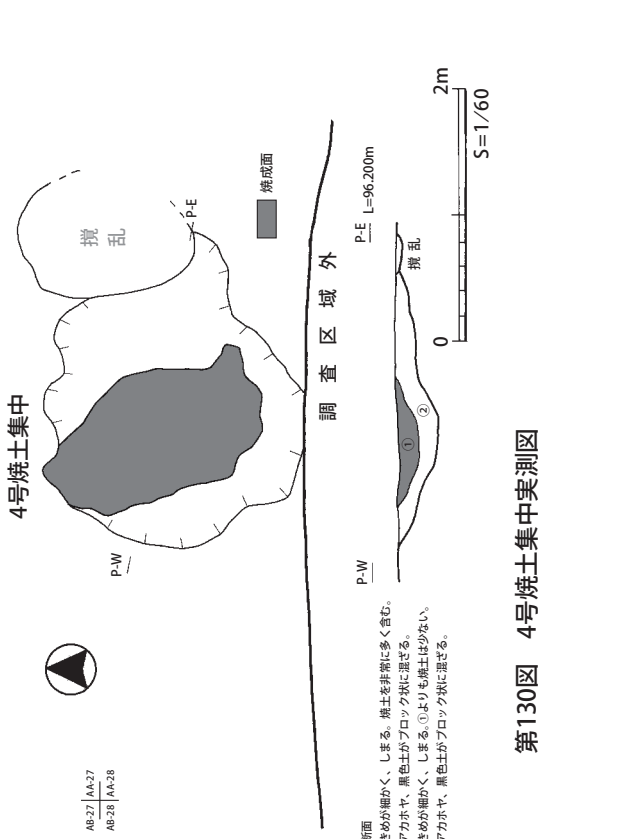 4号焼土集中
AB-27 AA-27
AB-28 AA-28
P-W
P-E
攪乱
焼成面
調査区域外
P-W
P-E
L=96.200m
攪乱
①
②
断面
きめが細かく、しまる。焼土を非常に多く含む。
アカホヤ、黒色土がブロック状に混ざる。
きめが細かく、しまる。①よりも焼土は少ない。
アカホヤ、黒色土がブロック状に混ざる。
0
2m
S=1/60
第130図 4号焼土集中実測図